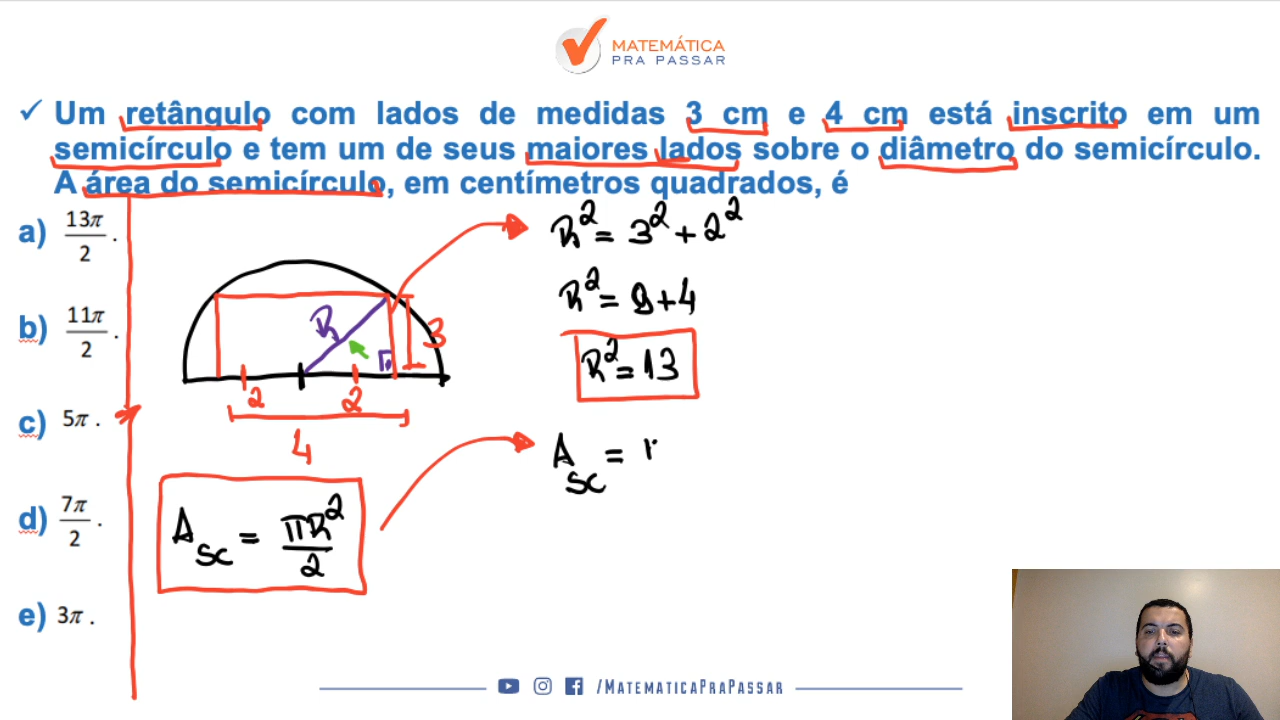 MATEMÁTICA
PRA PASSAR
✓ Um retângulo com lados de medidas 3 cm e 4 cm está inscrito em um
semicírculo e tem um de seus maiores lados sobre o diâmetro do semicírculo.
A área do semicírculo, em centímetros quadrados, é
a) 13π/2 .
b) 11π/2 .
c) 5π .
d) 7π/2 .
e) 3π .
R
3
2 2
4
A_SC = πR²/2
R² = 3² + 2²
R² = 9+4
R² = 13
A_SC =
/MATEMATICAPRAPASSAR